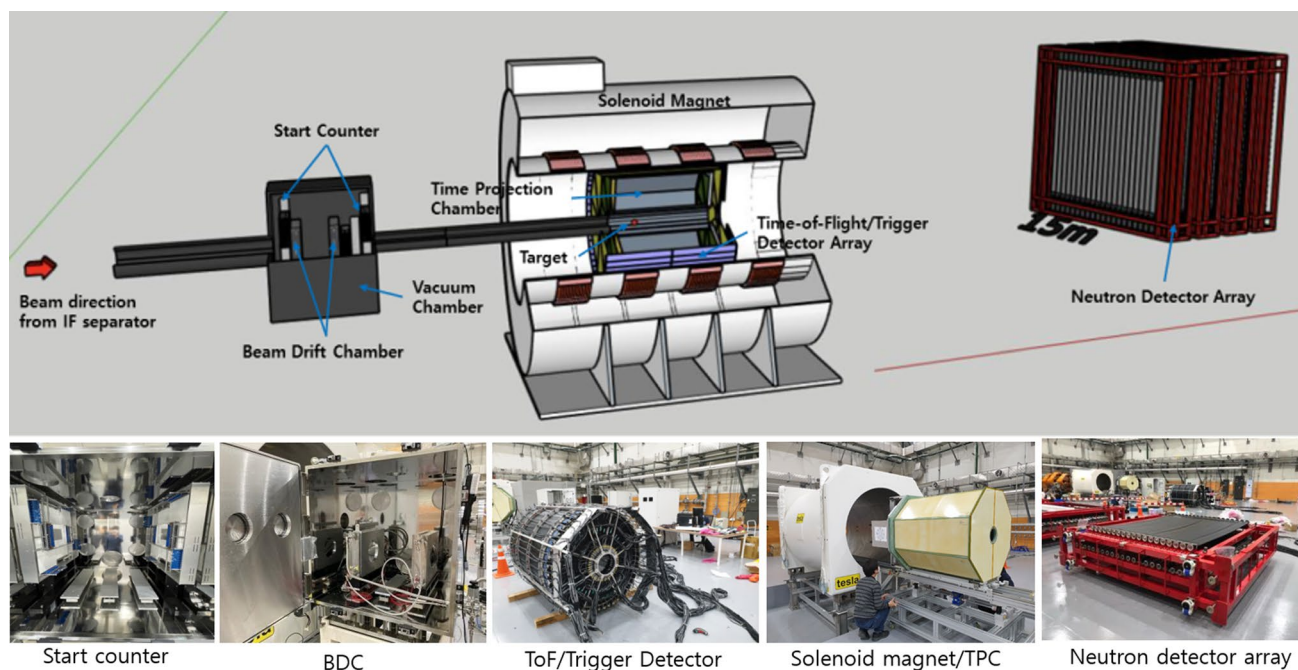 Solenoid Magnet
Start Counter
Time Projection
Chamber
Time-of-Flight/Trigger
Detector Array
Target
15m
Beam direction
from IF separator
Vacuum
Chamber
Beam Drift Chamber
Neutron Detector Array
tesla
Start counter
BDC
ToF/Trigger Detector
Solenoid magnet/TPC
Neutron detector array